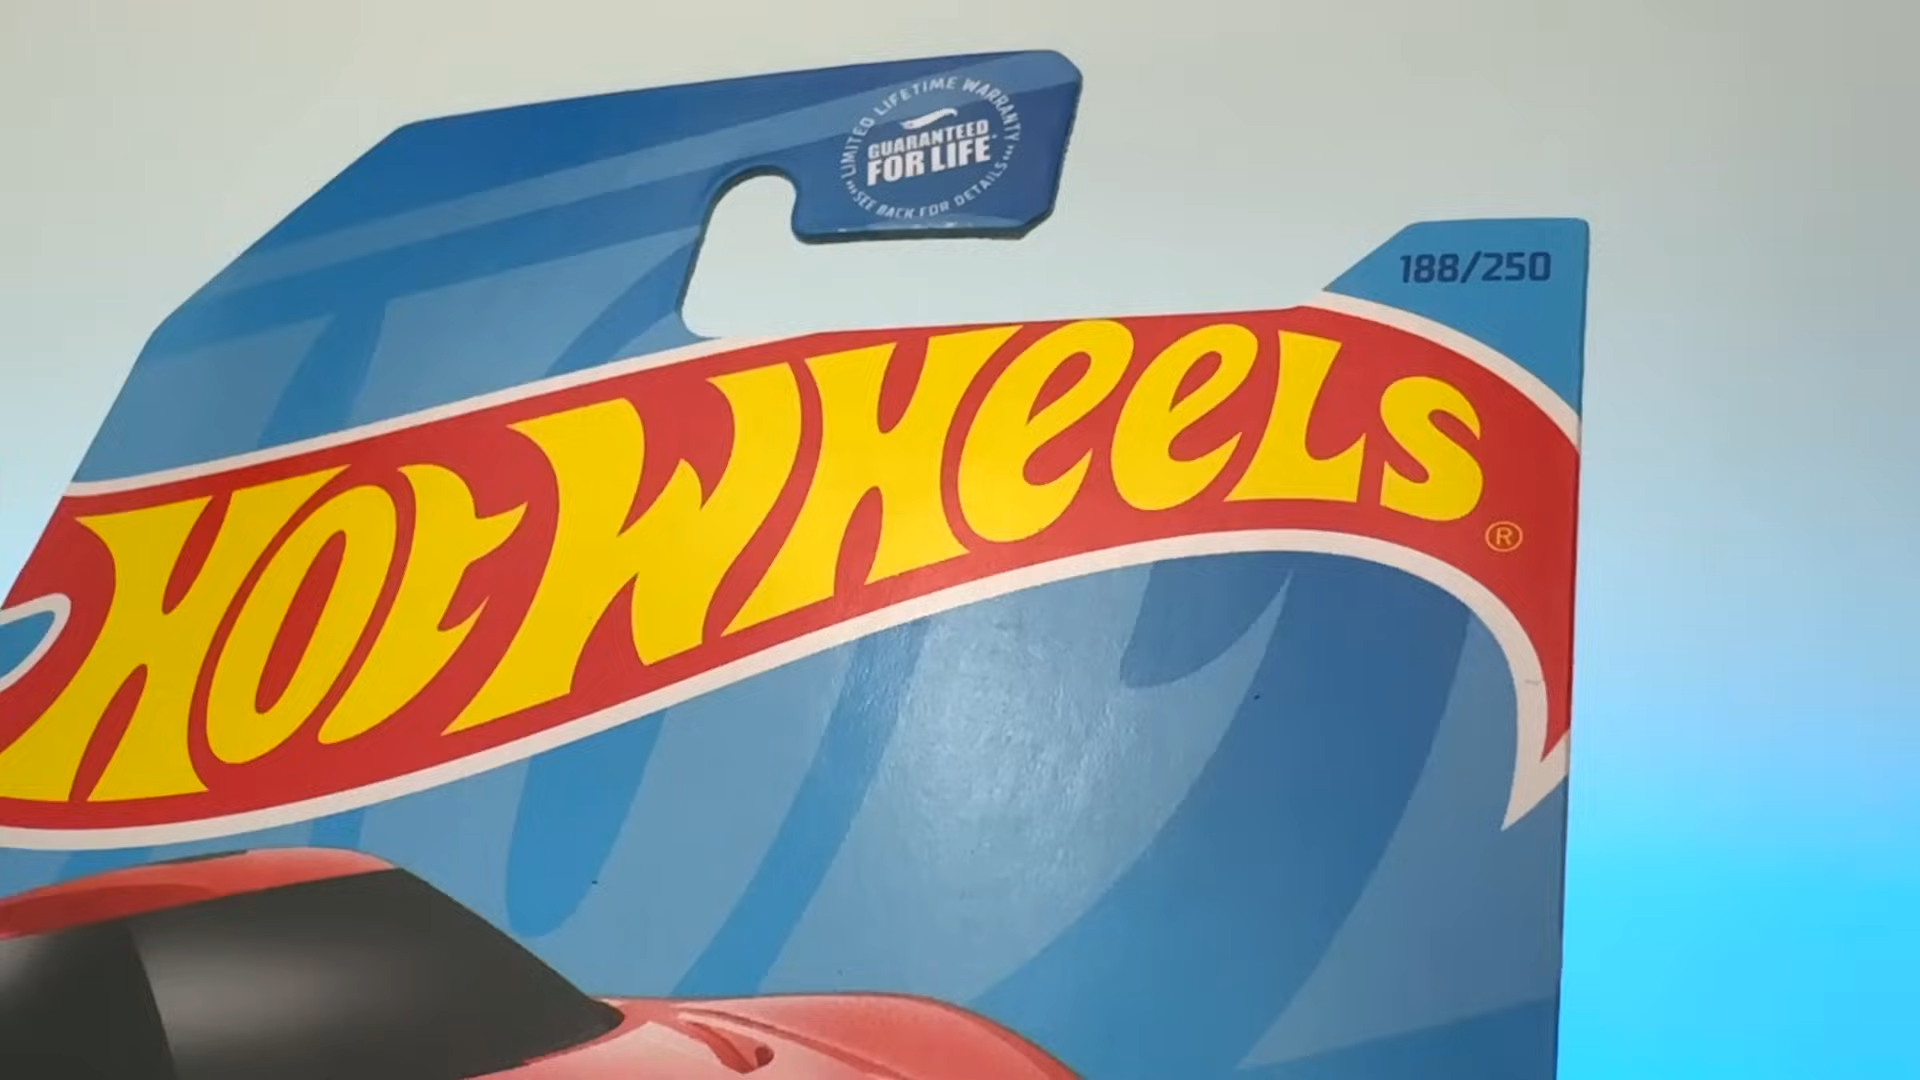 LIMITED LIFETIME WARRANTY
GUARANTEED
FOR LIFE
SEE BACK FOR DETAILS
188/250
HOT WHEELS®